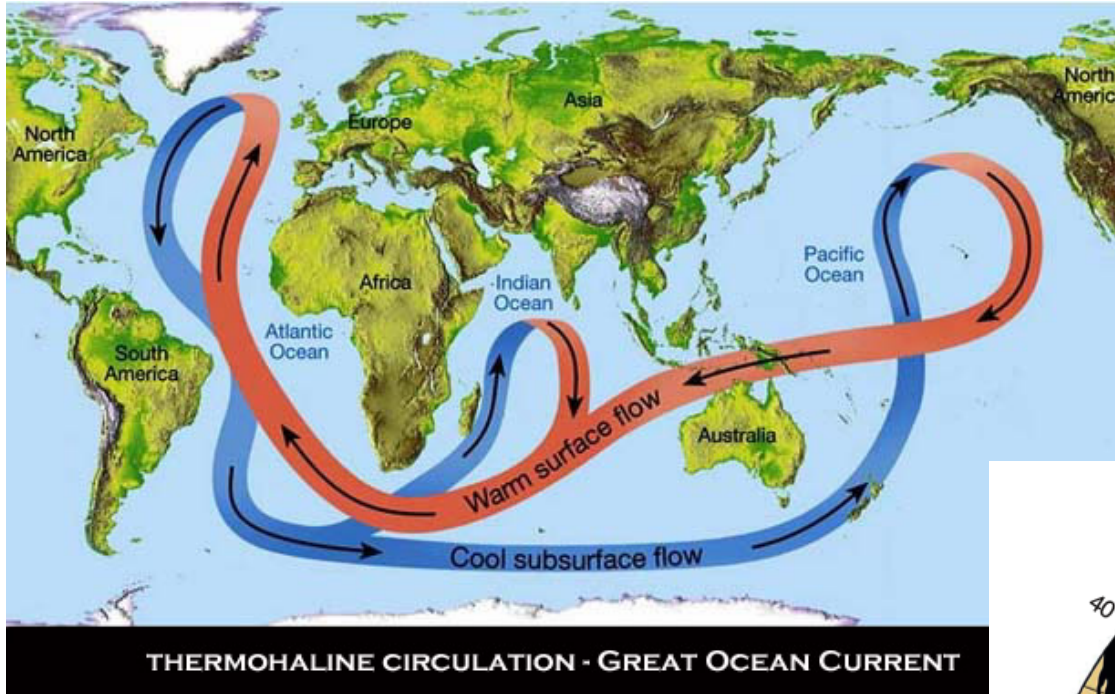 North
America
Europe
Asia
North
Americ
Africa
Indian
Ocean
Pacific
Ocean
Atlantic
Ocean
South
America
Australia
Warm surface flow
Cool subsurface flow
40
THERMOHALINE CIRCULATION - GREAT OCEAN CURRENT